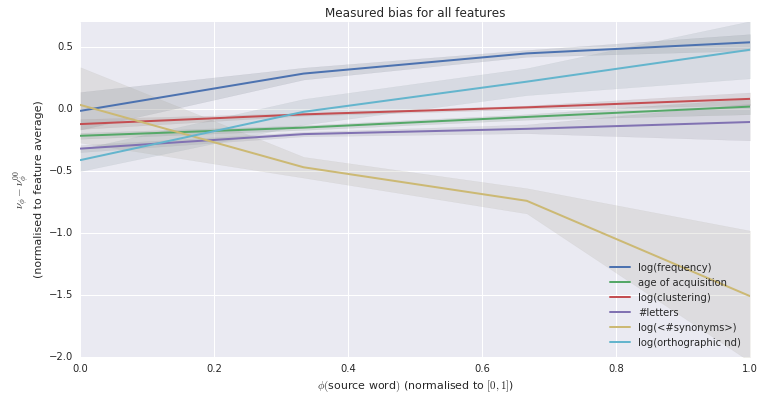 Measured bias for all features
0.5
0.0
−0.5
−1.0
−1.5
−2.0
ν_φ − ν_φ^00
(normalised to feature average)
log(frequency)
age of acquisition
log(clustering)
#letters
log(<#synonyms>)
log(orthographic nd)
0.0 0.2 0.4 0.6 0.8 1.0
φ(source word) (normalised to [0, 1])